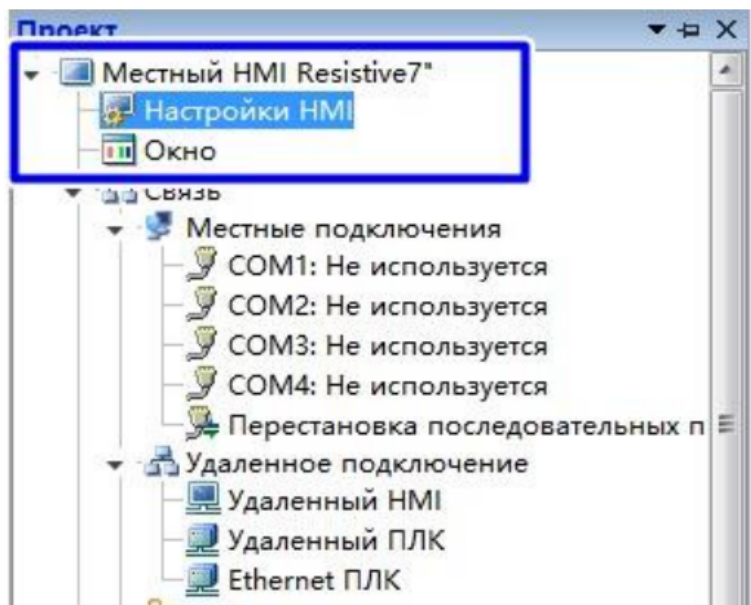 Проект
Местный HMI Resistive7"
Настройки HMI
Окно
Связь
Местные подключения
COM1: Не используется
COM2: Не используется
COM3: Не используется
COM4: Не используется
Перестановка последовательных п
Удаленное подключение
Удаленный HMI
Удаленный ПЛК
Ethernet ПЛК